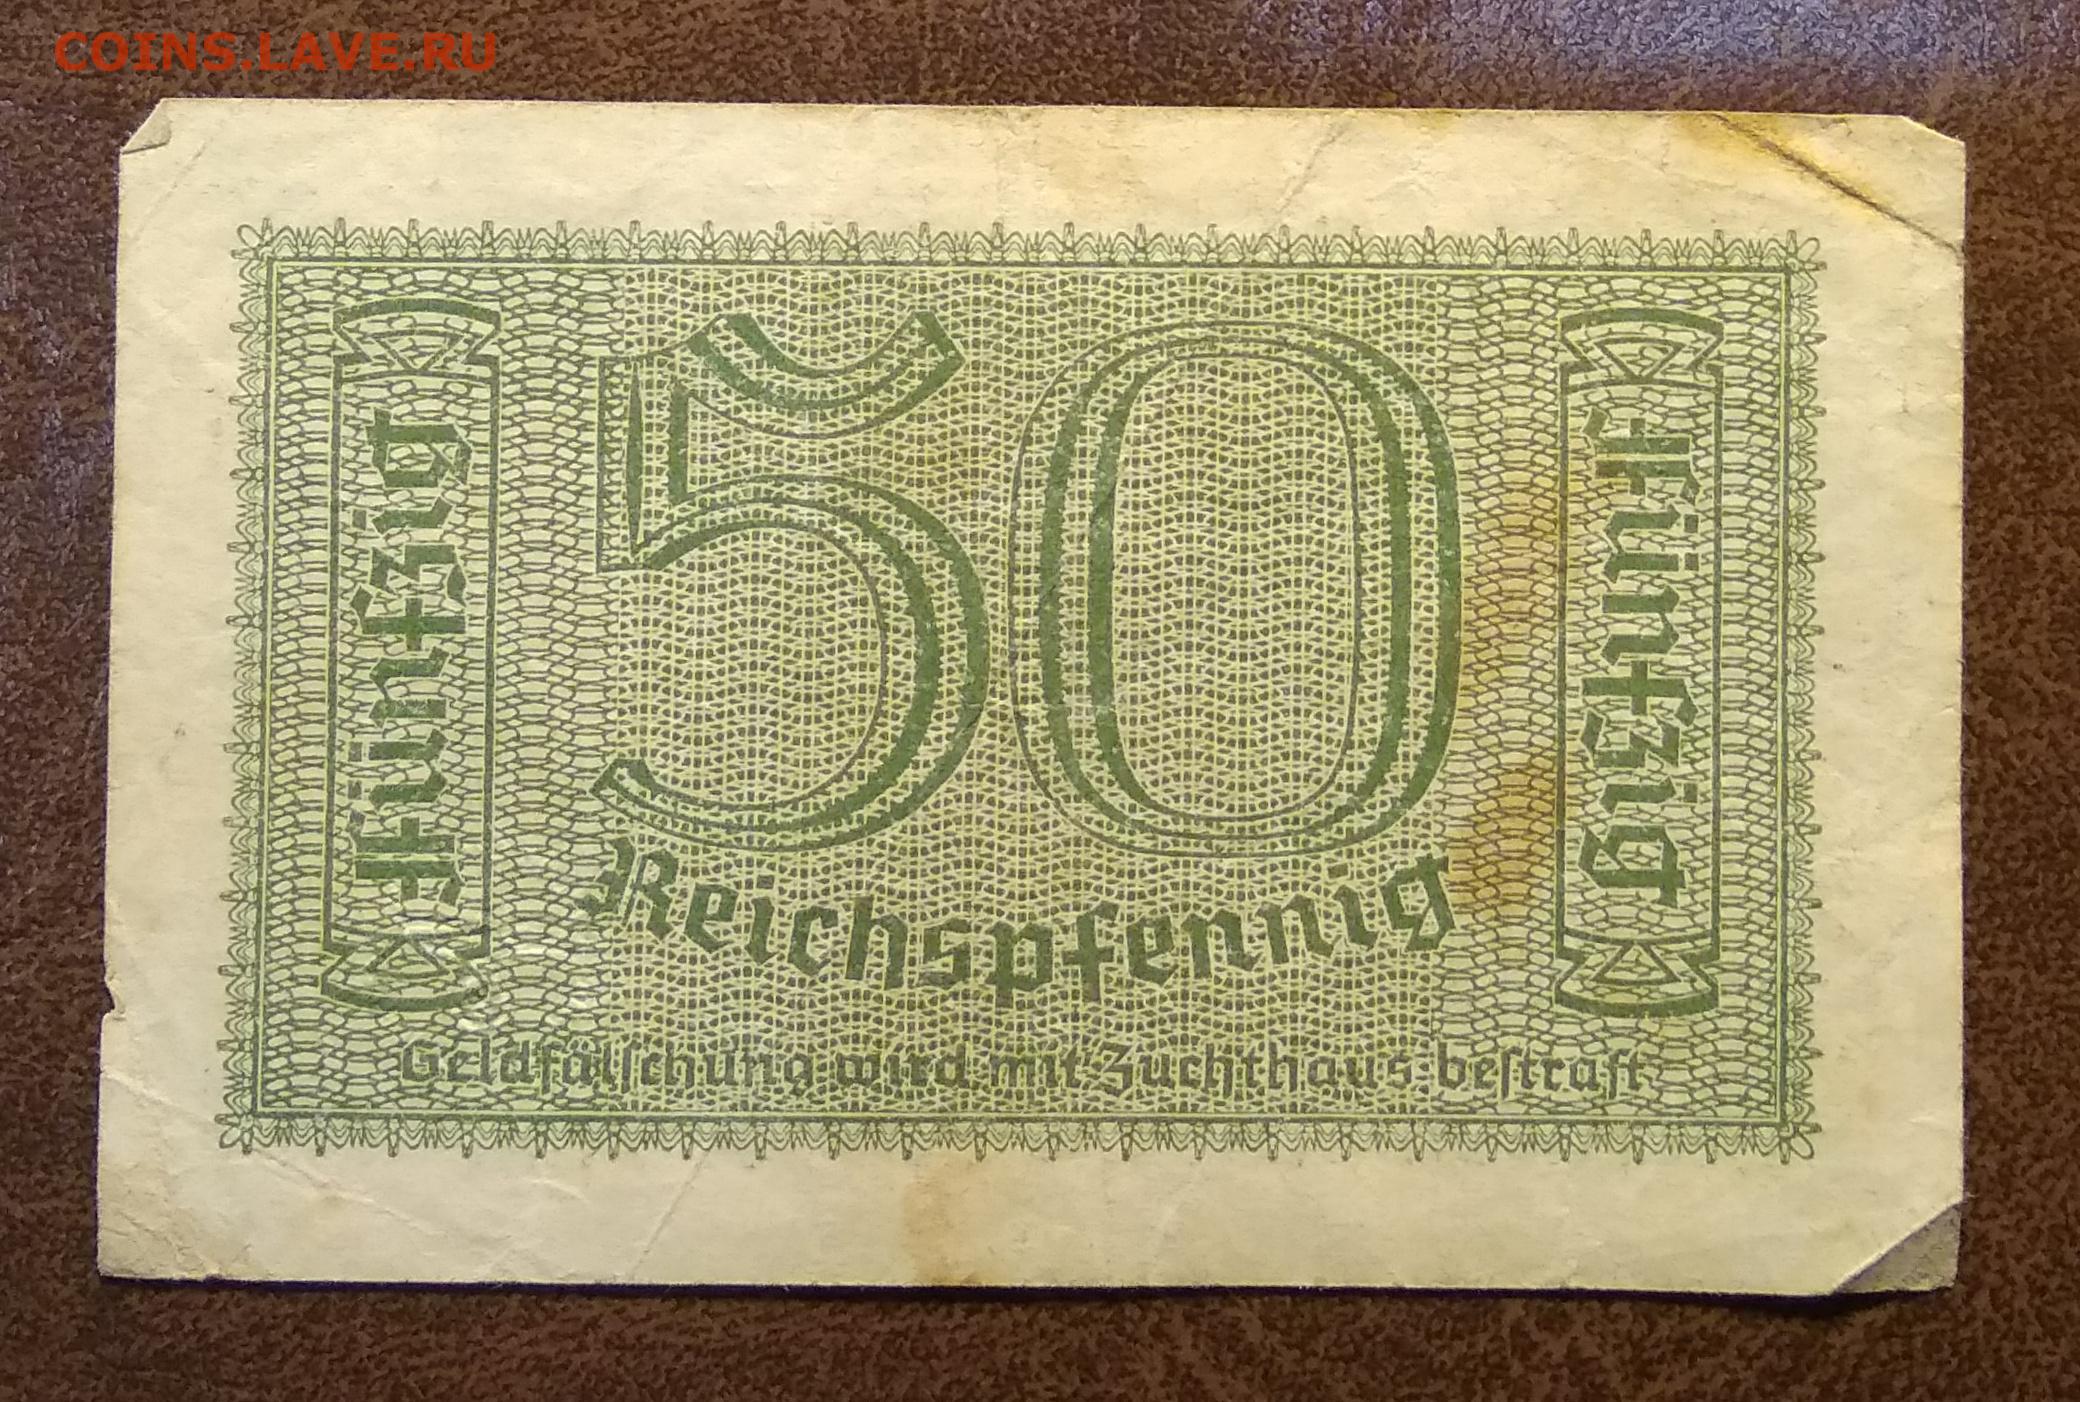 COINS.LAVE.RU
Fünfzig
50
Fünfzig
Reichspfennig
Geldfälſchung wird mit Zuchthaus beſtraft